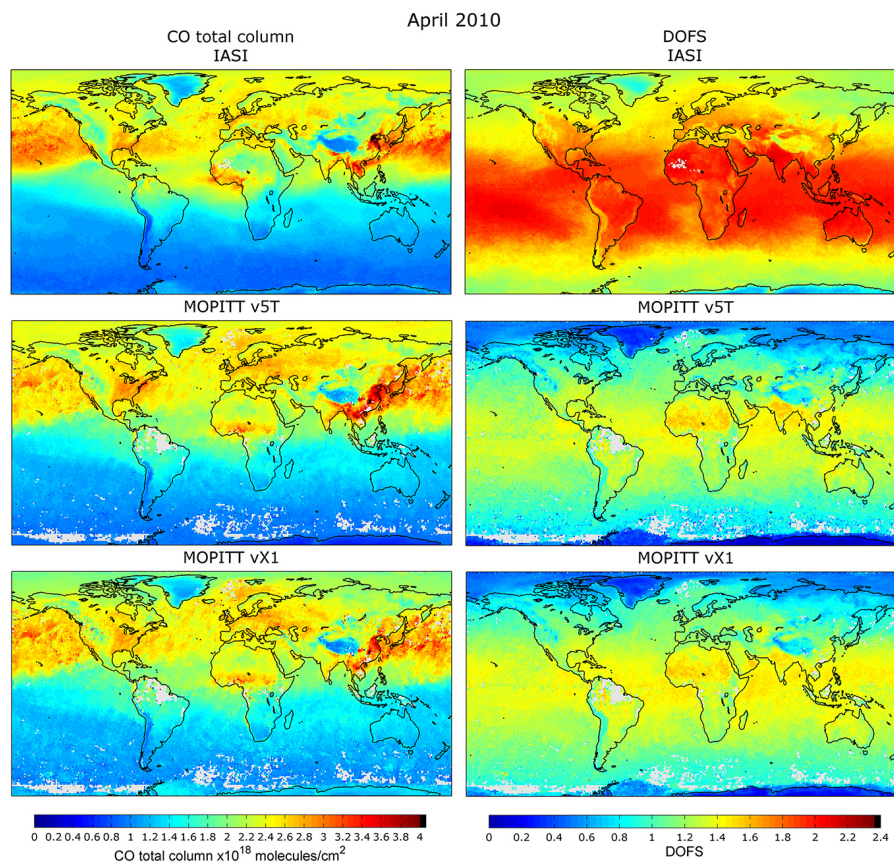 April 2010
CO total column
IASI
DOFS
IASI
MOPITT v5T
MOPITT v5T
MOPITT vX1
MOPITT vX1
0 0.2 0.4 0.6 0.8 1 1.2 1.4 1.6 1.8 2 2.2 2.4 2.6 2.8 3 3.2 3.4 3.6 3.8 4
CO total column x10^18 molecules/cm^2
0 0.2 0.4 0.6 0.8 1 1.2 1.4 1.6 1.8 2 2.2 2.4
DOFS